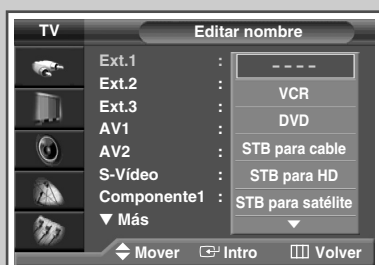 TV
Editar nombre
Ext.1 : - - - -
Ext.2 : VCR
Ext.3 : DVD
AV1 :
AV2 : STB para cable
S-Vídeo : STB para HD
Componente1 : STB para satélite
▼ Más ▼
Mover Intro Volver